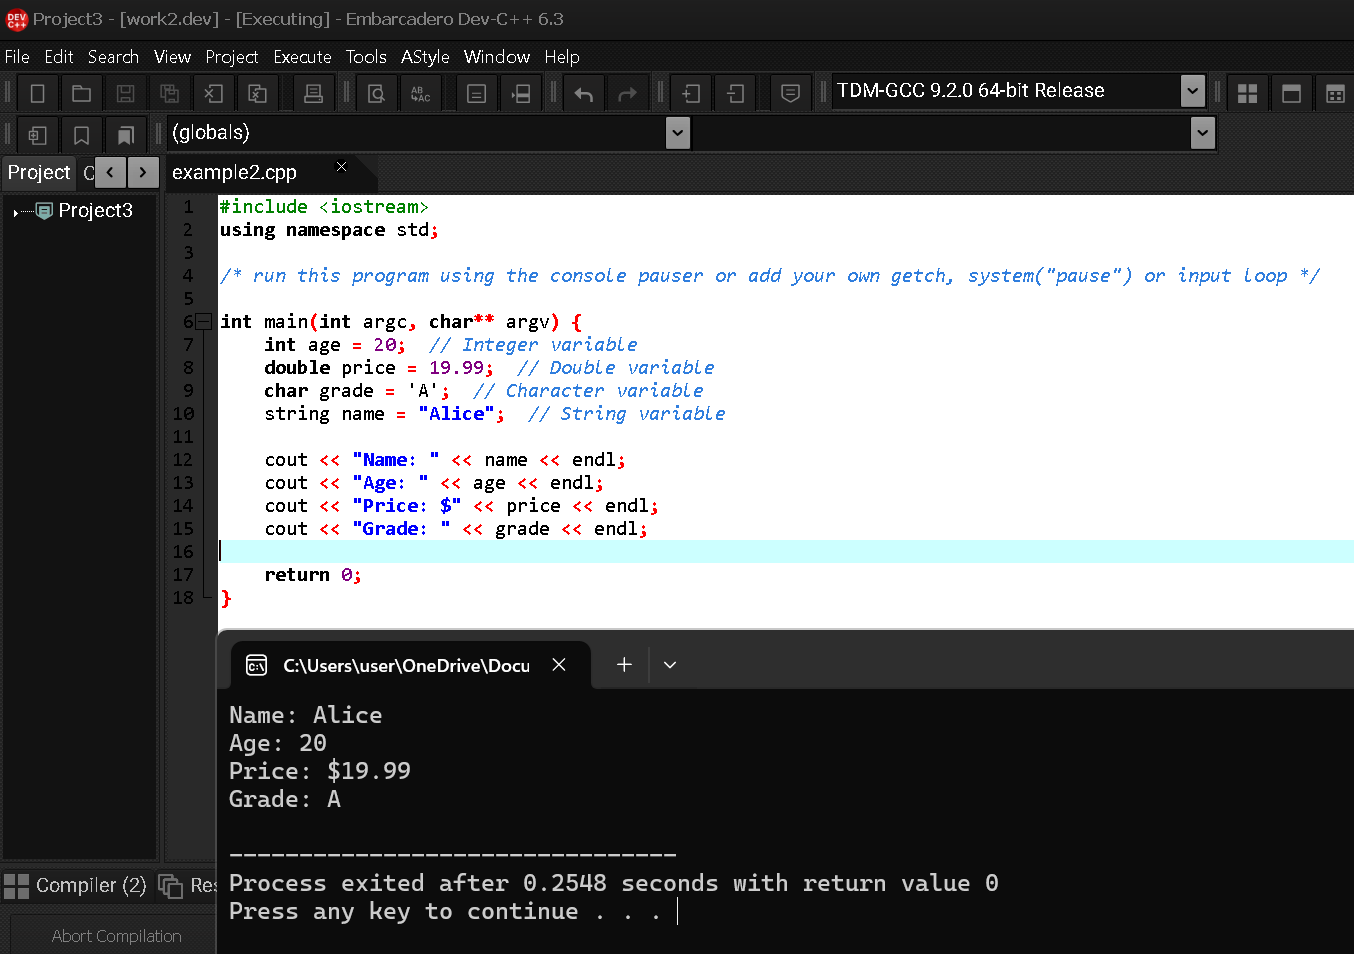 Project3 - [work2.dev] - [Executing] - Embarcadero Dev-C++ 6.3
File Edit Search View Project Execute Tools AStyle Window Help
TDM-GCC 9.2.0 64-bit Release
(globals)
Project
example2.cpp
Project3
1 #include <iostream>
2 using namespace std;
3
4 /* run this program using the console pauser or add your own getch, system("pause") or input loop */
5
6 int main(int argc, char** argv) {
7 int age = 20; // Integer variable
8 double price = 19.99; // Double variable
9 char grade = 'A'; // Character variable
10 string name = "Alice"; // String variable
11
12 cout << "Name: " << name << endl;
13 cout << "Age: " << age << endl;
14 cout << "Price: $" << price << endl;
15 cout << "Grade: " << grade << endl;
16
17 return 0;
18 }
C:\Users\user\OneDrive\Docu
Name: Alice
Age: 20
Price: $19.99
Grade: A
--------------------------------
Process exited after 0.2548 seconds with return value 0
Press any key to continue . . .
Compiler (2) Res
Abort Compilation